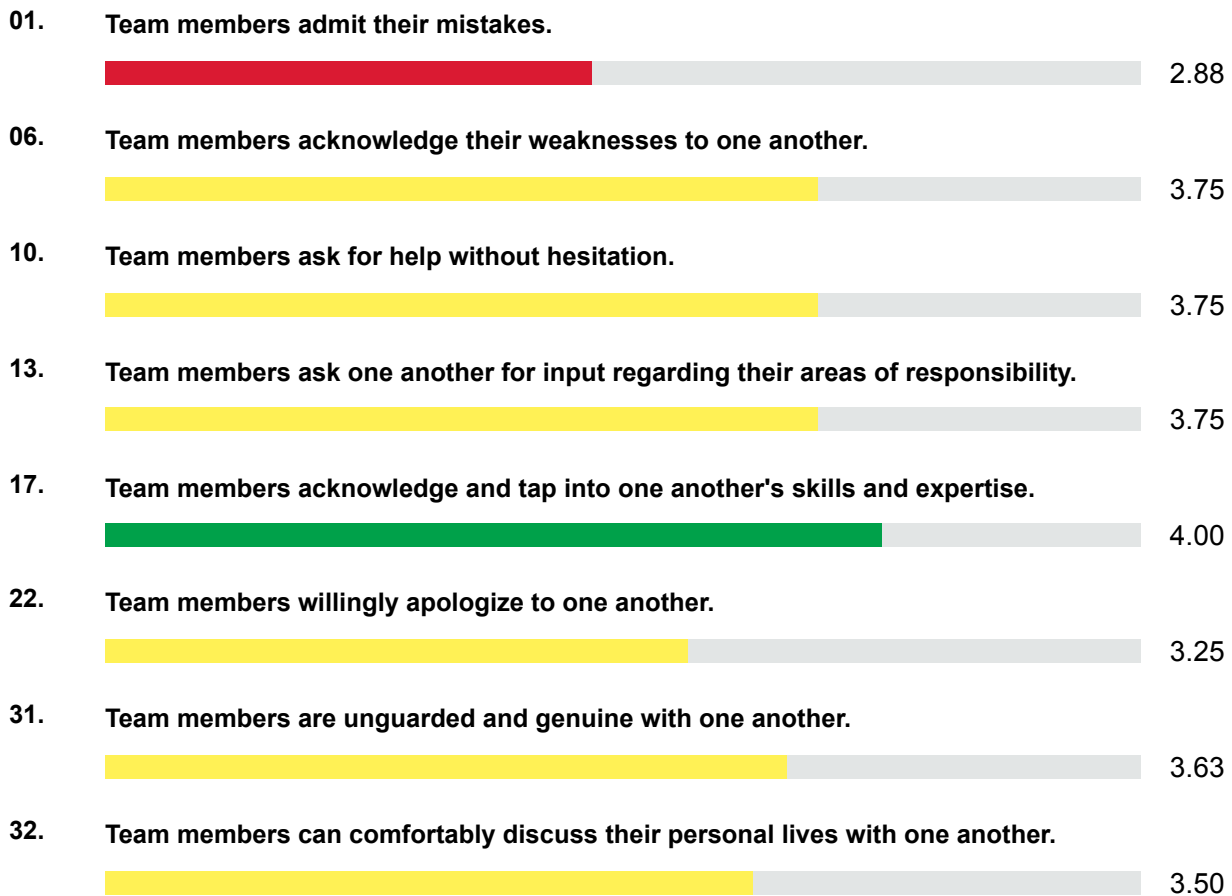 01. Team members admit their mistakes.
2.88
06. Team members acknowledge their weaknesses to one another.
3.75
10. Team members ask for help without hesitation.
3.75
13. Team members ask one another for input regarding their areas of responsibility.
3.75
17. Team members acknowledge and tap into one another's skills and expertise.
4.00
22. Team members willingly apologize to one another.
3.25
31. Team members are unguarded and genuine with one another.
3.63
32. Team members can comfortably discuss their personal lives with one another.
3.50